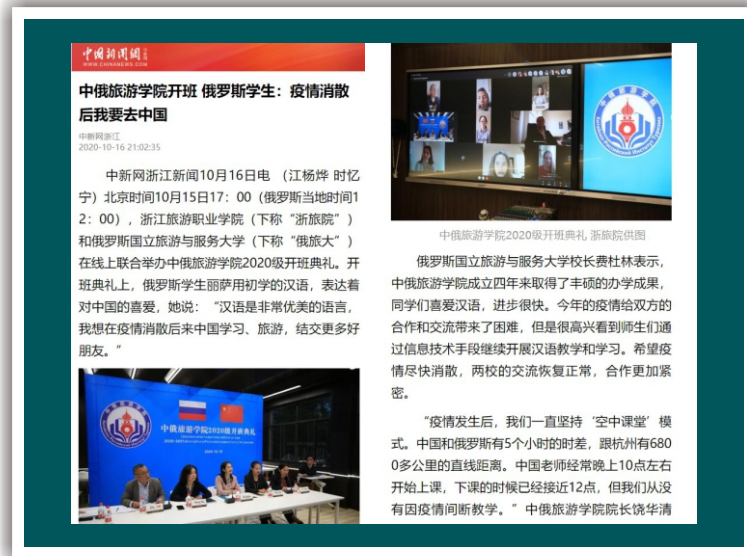 中国新闻网
WWW.CHINANEWS.COM
中俄旅游学院开班 俄罗斯学生：疫情消散
后我要去中国
中新网浙江
2020-10-16 21:02:35
中新网浙江新闻10月16日电 （江杨烨 时忆
宁）北京时间10月15日17：00（俄罗斯当地时间1
2：00），浙江旅游职业学院（下称“浙旅院”）
和俄罗斯国立旅游与服务大学（下称“俄旅大”）
在线上联合举办中俄旅游学院2020级开班典礼。开
班典礼上，俄罗斯学生丽萨用初学的汉语，表达着
对中国的喜爱，她说：“汉语是非常优美的语言，
我想在疫情消散后来中国学习、旅游，结交更多好
朋友。”
中俄旅游学院2020级开班典礼
中俄旅游学院2020级开班典礼 浙旅院供图
俄罗斯国立旅游与服务大学校长费杜林表示，
中俄旅游学院成立四年来取得了丰硕的办学成果，
同学们喜爱汉语，进步很快。今年的疫情给双方的
合作和交流带来了困难，但是很高兴看到师生们通
过信息技术手段继续开展汉语教学和学习。希望疫
情尽快消散，两校的交流恢复正常，合作更加紧
密。
“疫情发生后，我们一直坚持‘空中课堂’模
式。中国和俄罗斯有5个小时的时差，跟杭州有680
0多公里的直线距离。中国老师经常晚上10点左右
开始上课，下课的时候已经接近12点，但我们从没
有因疫情间断教学。”中俄旅游学院院长饶华清